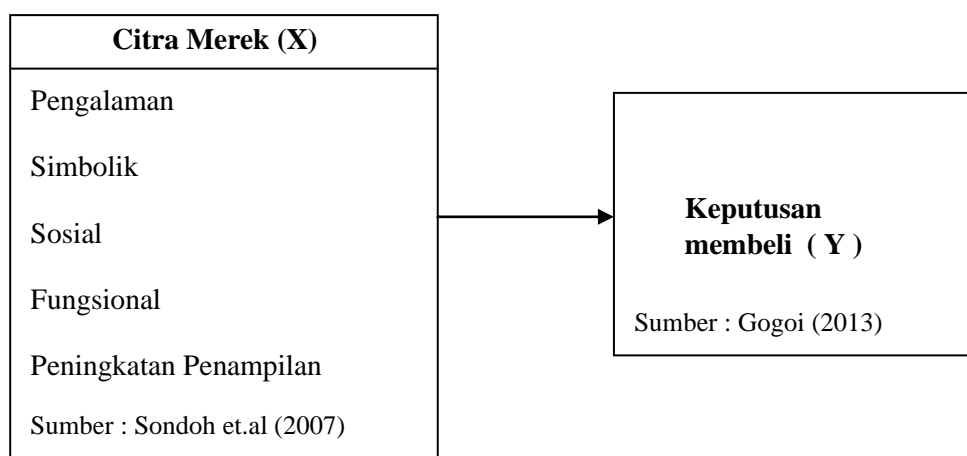 Citra Merek (X)
Pengalaman
Simbolik
Sosial
Fungsional
Peningkatan Penampilan
Sumber : Sondoh et.al (2007)
Keputusan
membeli ( Y )
Sumber : Gogoi (2013)